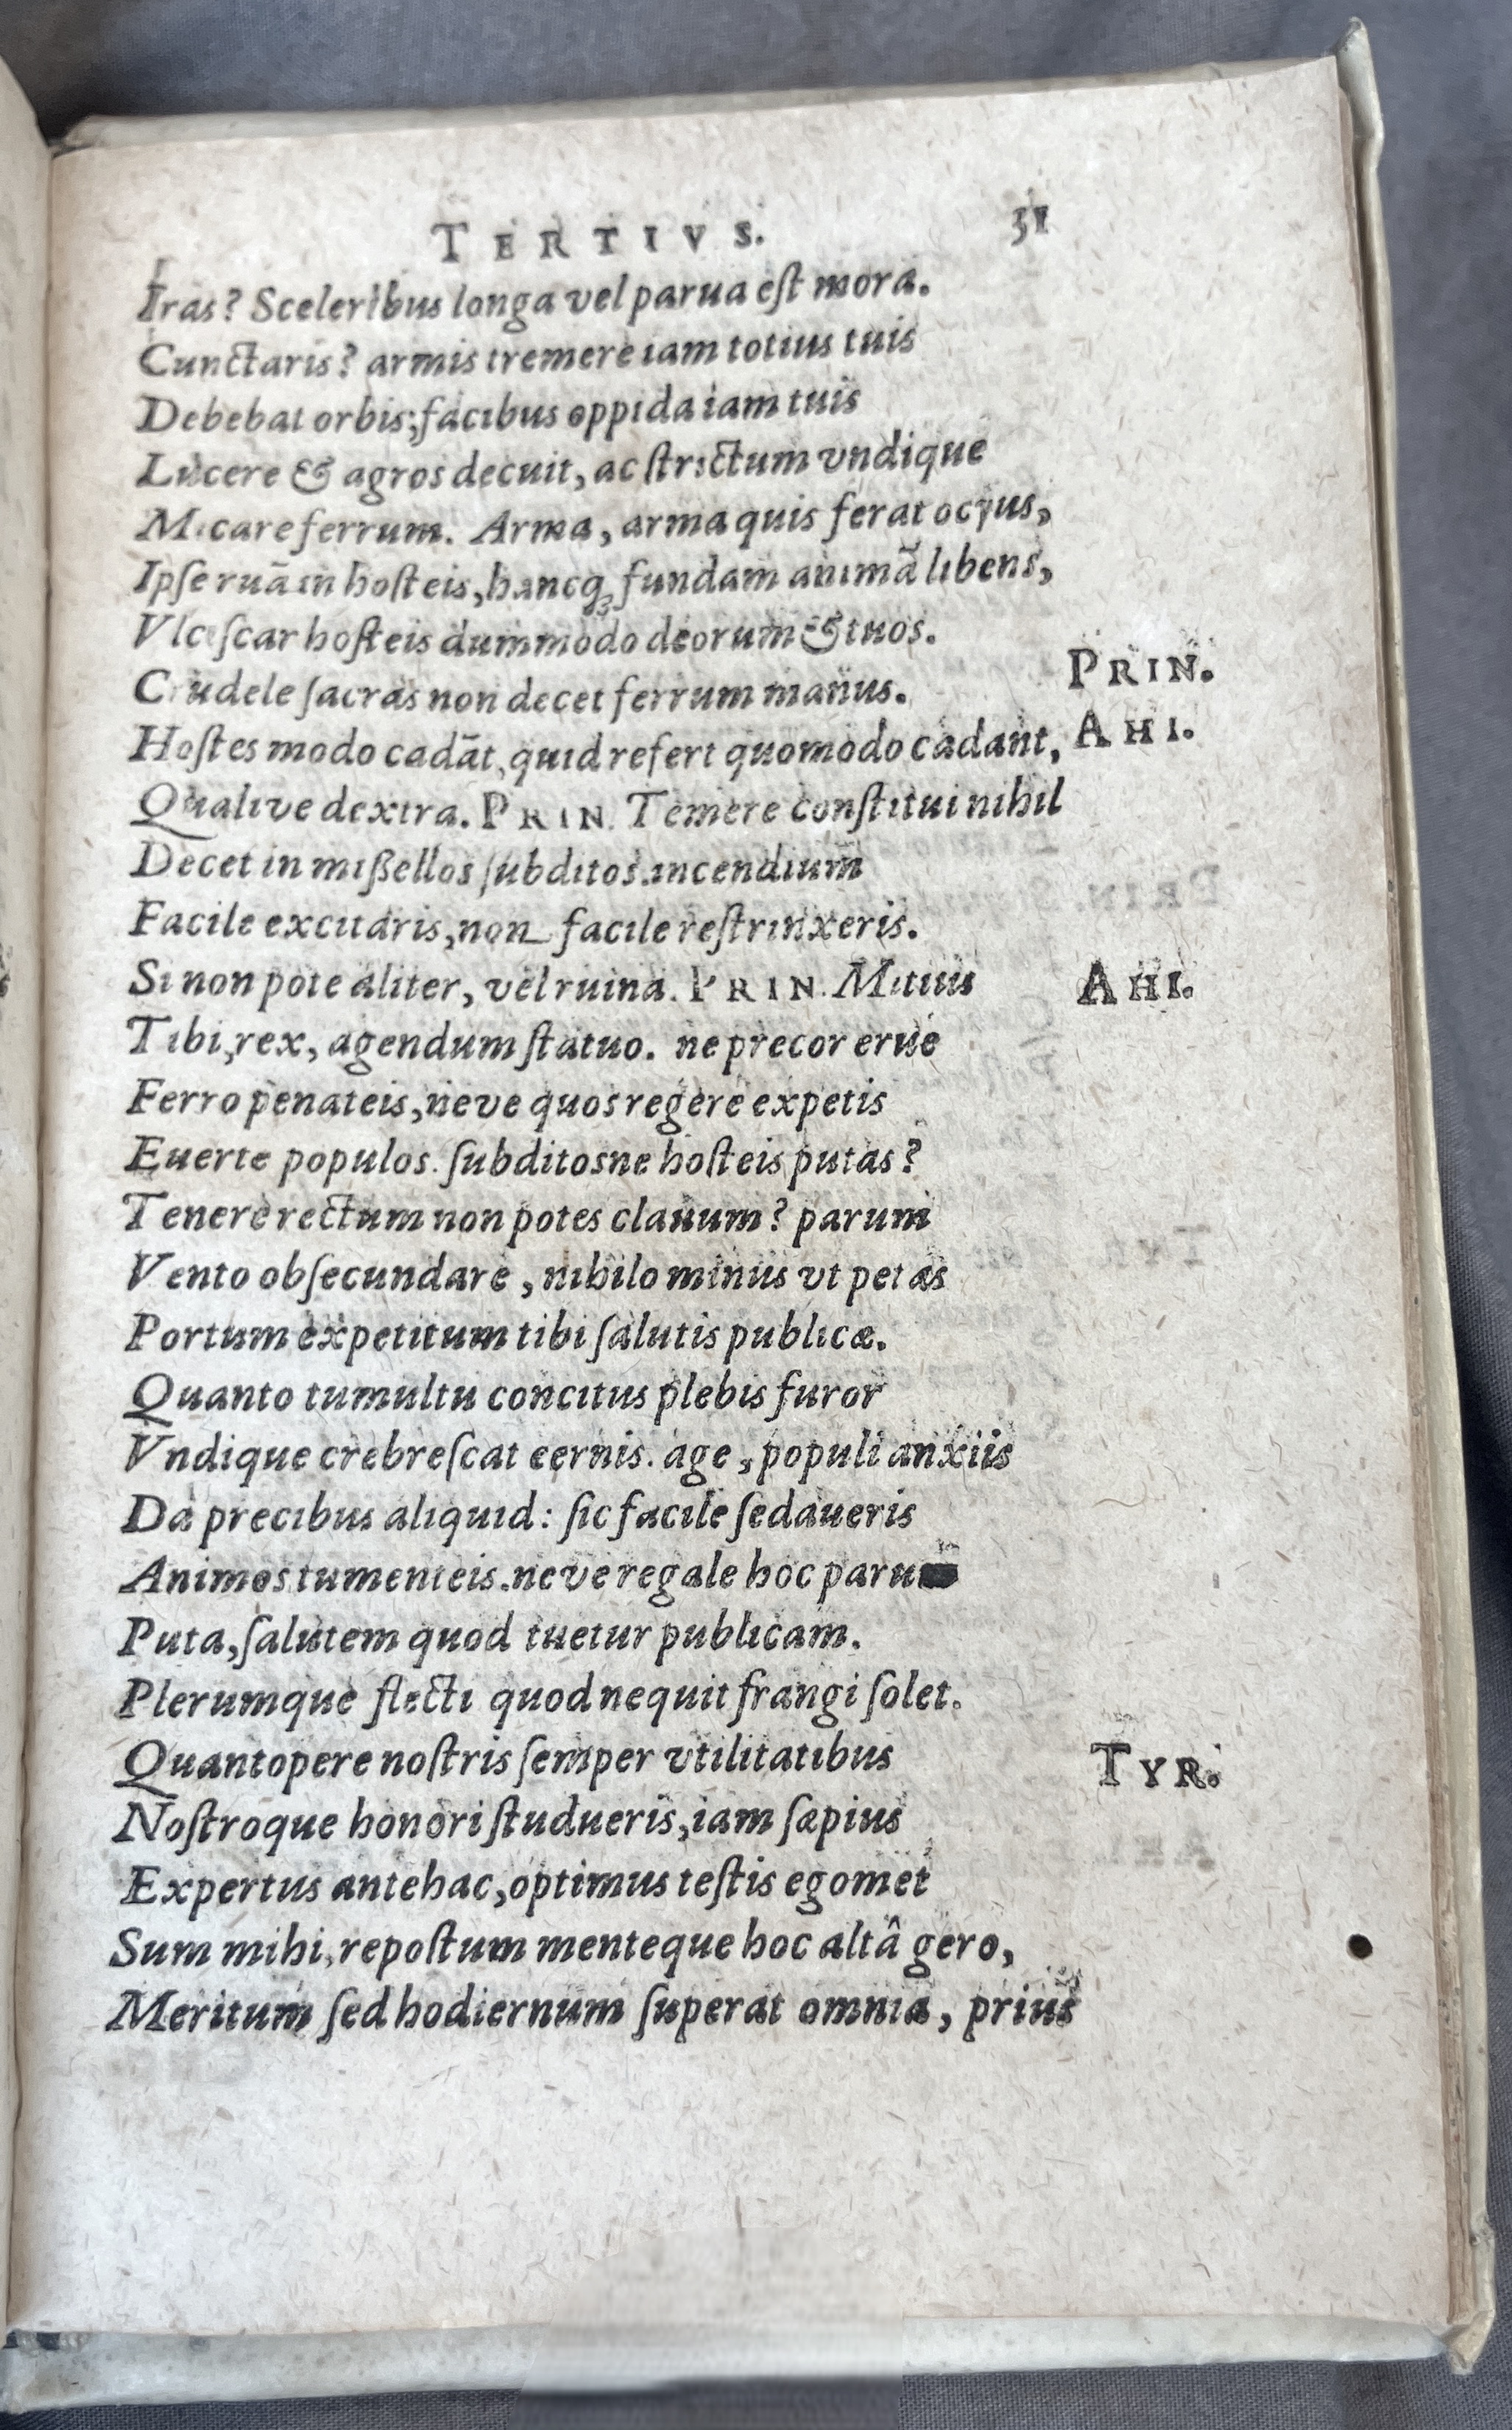 TERTIVS. 31
Iras? Sceleribus longa vel parua eſt mora.
Cunctaris? armis tremere iam totius tuis
Debebat orbis; facibus oppida iam tuis
Lucere & agros decuit, ac ſtrictum vndique
Micare ferrum. Arma, arma quis ferat ocyus,
Ipſe ruã in hoſteis, hancq; fundam animã libens,
Vlciſcar hoſteis dummodo deorum & tuos.
Crudele ſacras non decet ferrum manus. PRIN.
Hoſtes modo cadãt, quid refert quomodo cadant, AHI.
Qualive dextra. PRIN. Temere conſtitui nihil
Decet in mißellos ſubditos. incendium
Facile excitaris, non facile reſtrinxeris.
Si non pote aliter, vel ruina. PRIN. Mitius AHI.
Tibi, rex, agendum ſtatuo. ne precor erue
Ferro penateis, neve quos regere expetis
Euerte populos. ſubditosne hoſteis putas?
Tenere rectum non potes clauum? parum
Vento obſecundare, nihilo minus vt petas
Portum expetitum tibi ſalutis publicæ.
Quanto tumultu concitus plebis furor
Vndique crebreſcat cernis. age, populi anxiis
Da precibus aliquid: ſic facile ſedaueris
Animos tumenteis. neve regale hoc parum
Puta, ſalutem quod tuetur publicam.
Plerumque flecti quod nequit frangi ſolet.
Quantopere noſtris ſemper vtilitatibus TYR.
Noſtroque honori ſtudueris, iam ſæpius
Expertus antehac, optimus teſtis egomet
Sum mihi, repoſtum menteque hoc altâ gero,
Meritum ſed hodiernum ſuperat omnia, prius